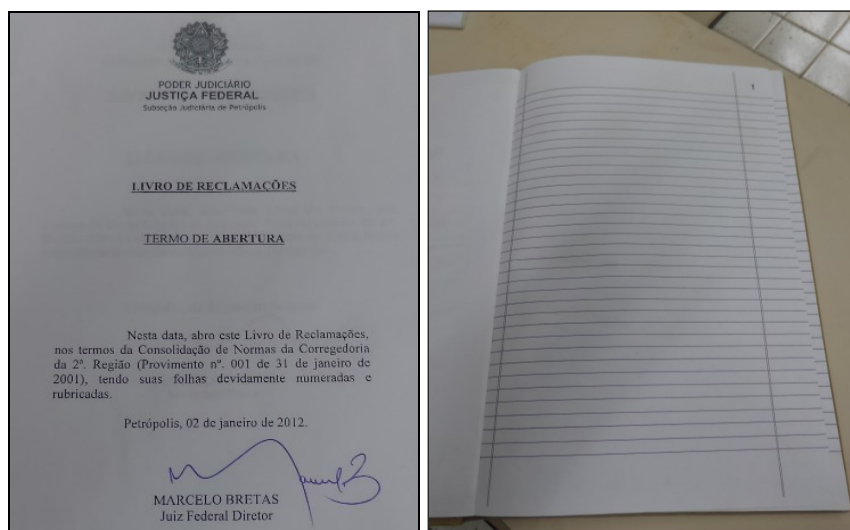 PODER JUDICIÁRIO
JUSTIÇA FEDERAL
Subseção Judiciária de Petrópolis
LIVRO DE RECLAMAÇÕES
TERMO DE ABERTURA
Nesta data, abro este Livro de Reclamações,
nos termos da Consolidação de Normas da Corregedoria
da 2ª. Região (Provimento nº. 001 de 31 de janeiro de
2001), tendo suas folhas devidamente numeradas e
rubricadas.
Petrópolis, 02 de janeiro de 2012.
MARCELO BRETAS
Juiz Federal Diretor
1